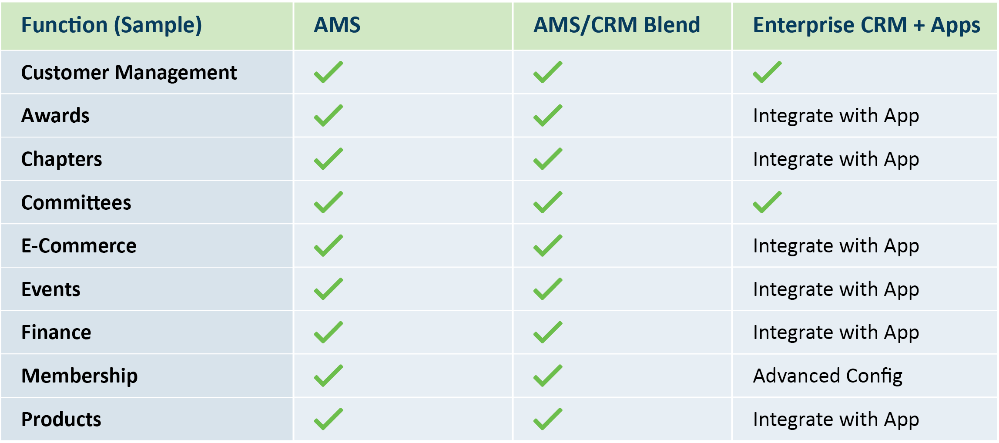 Function (Sample) AMS AMS/CRM Blend Enterprise CRM + Apps
Customer Management
Awards Integrate with App
Chapters Integrate with App
Committees
E-Commerce Integrate with App
Events Integrate with App
Finance Integrate with App
Membership Advanced Config
Products Integrate with App